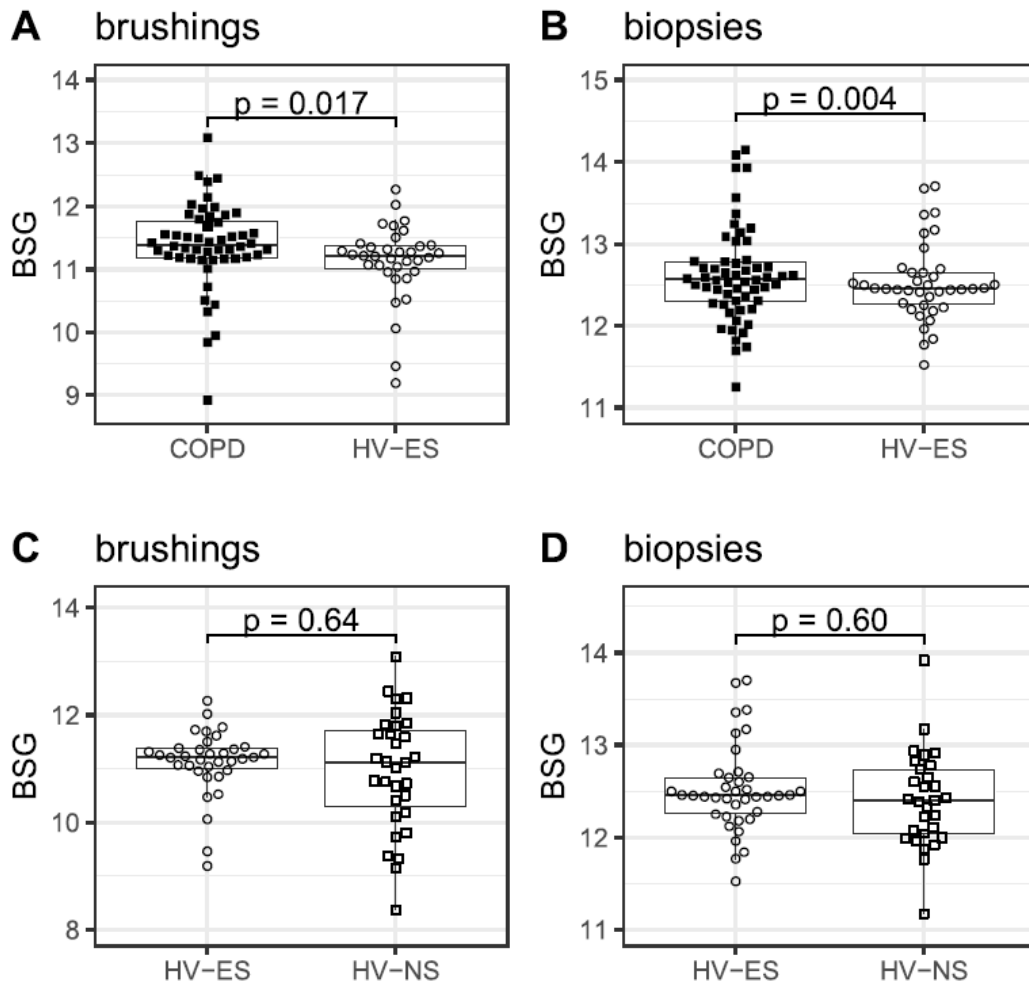 A brushings
BSG
14
13
12
11
10
9
p = 0.017
COPD HV-ES
B biopsies
BSG
15
14
13
12
11
p = 0.004
COPD HV-ES
C brushings
BSG
14
12
10
8
p = 0.64
HV-ES HV-NS
D biopsies
BSG
14
13
12
11
p = 0.60
HV-ES HV-NS